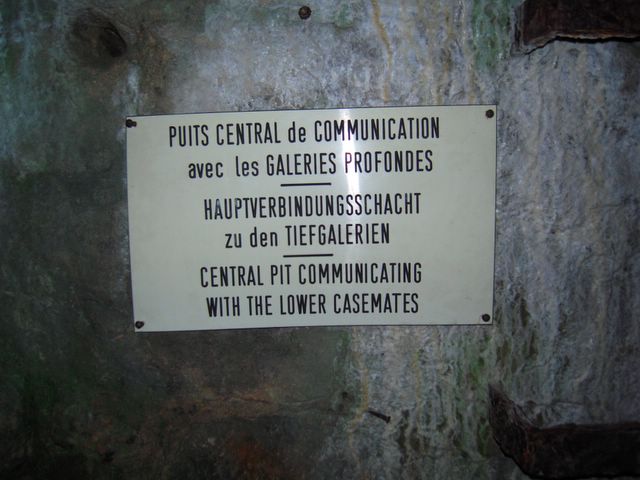 PUITS CENTRAL de COMMUNICATION
avec les GALERIES PROFONDES
HAUPTVERBINDUNGSSCHACHT
zu den TIEFGALERIEN
CENTRAL PIT COMMUNICATING
WITH THE LOWER CASEMATES